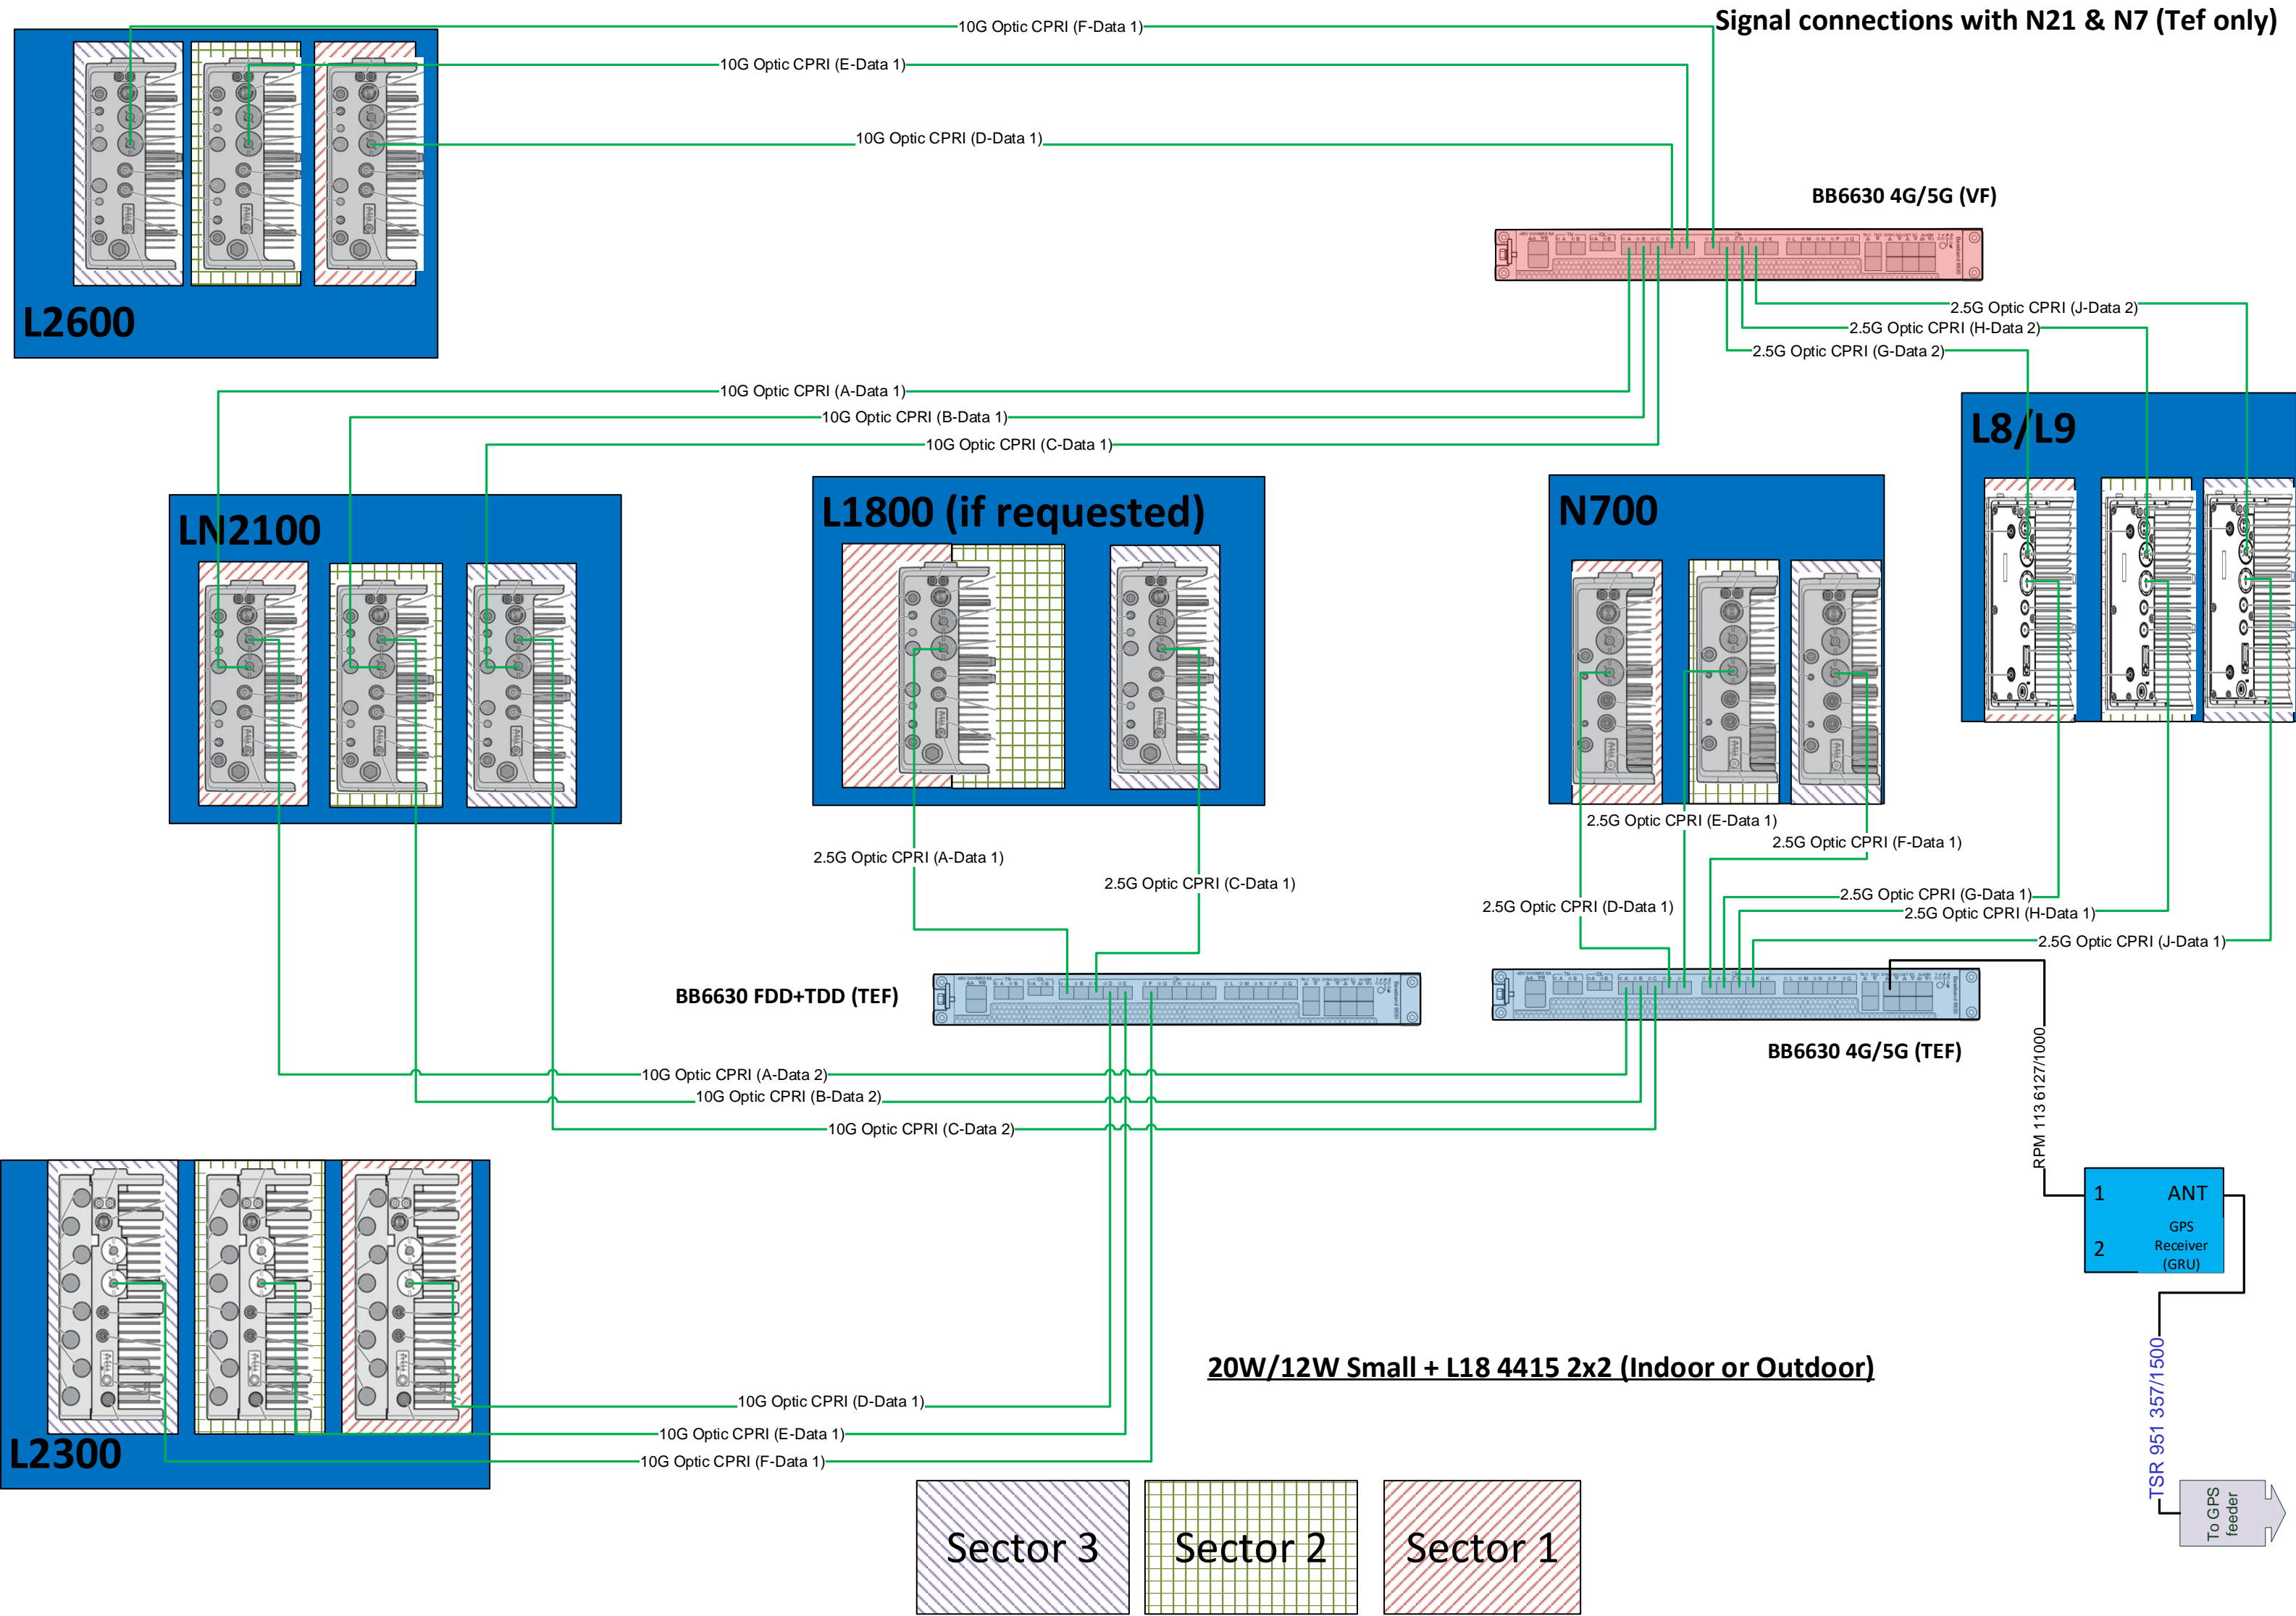 Signal connections with N21 & N7 (Tef only)
10G Optic CPRI (F-Data 1)
10G Optic CPRI (E-Data 1)
10G Optic CPRI (D-Data 1)
L2600
BB6630 4G/5G (VF)
2.5G Optic CPRI (J-Data 2)
2.5G Optic CPRI (H-Data 2)
2.5G Optic CPRI (G-Data 2)
10G Optic CPRI (A-Data 1)
10G Optic CPRI (B-Data 1)
10G Optic CPRI (C-Data 1)
L8/L9
LN2100
L1800 (if requested)
N700
2.5G Optic CPRI (E-Data 1)
2.5G Optic CPRI (F-Data 1)
2.5G Optic CPRI (A-Data 1)
2.5G Optic CPRI (C-Data 1)
2.5G Optic CPRI (D-Data 1)
2.5G Optic CPRI (G-Data 1)
2.5G Optic CPRI (H-Data 1)
2.5G Optic CPRI (J-Data 1)
BB6630 FDD+TDD (TEF)
BB6630 4G/5G (TEF)
10G Optic CPRI (A-Data 2)
10G Optic CPRI (B-Data 2)
10G Optic CPRI (C-Data 2)
RPM 113 6127/1000
1
ANT
2
GPS
Receiver
(GRU)
L2300
20W/12W Small + L18 4415 2x2 (Indoor or Outdoor)
10G Optic CPRI (D-Data 1)
10G Optic CPRI (E-Data 1)
10G Optic CPRI (F-Data 1)
TSR 951 357/1500
To GPS
feeder
Sector 3
Sector 2
Sector 1